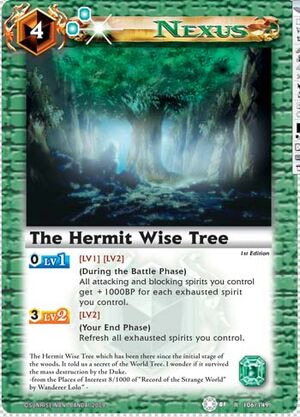 4
NEXUS
The Hermit Wise Tree
1st Edition
0 LV1 [LV1] [LV2]
(During the Battle Phase)
All attacking and blocking spirits you control
get +1000BP for each exhausted spirit
you control.
3 LV2 [LV2]
(Your End Phase)
Refresh all exhausted spirits you control.
The Hermit Wise Tree which has been there since the initial stage of
the woods. It told us a secret of the World Tree. I wonder if it survived
the mass destruction by the Duke.
-from the Places of Interest 8/1000 of "Record of the Strange World"
by Wanderer Lolo" -
R 106/149